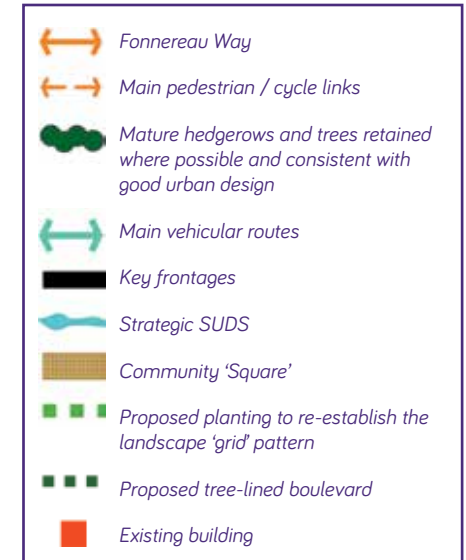 Fonnereau Way
Main pedestrian / cycle links
Mature hedgerows and trees retained
where possible and consistent with
good urban design
Main vehicular routes
Key frontages
Strategic SUDS
Community ‘Square’
Proposed planting to re-establish the
landscape ‘grid’ pattern
Proposed tree-lined boulevard
Existing building